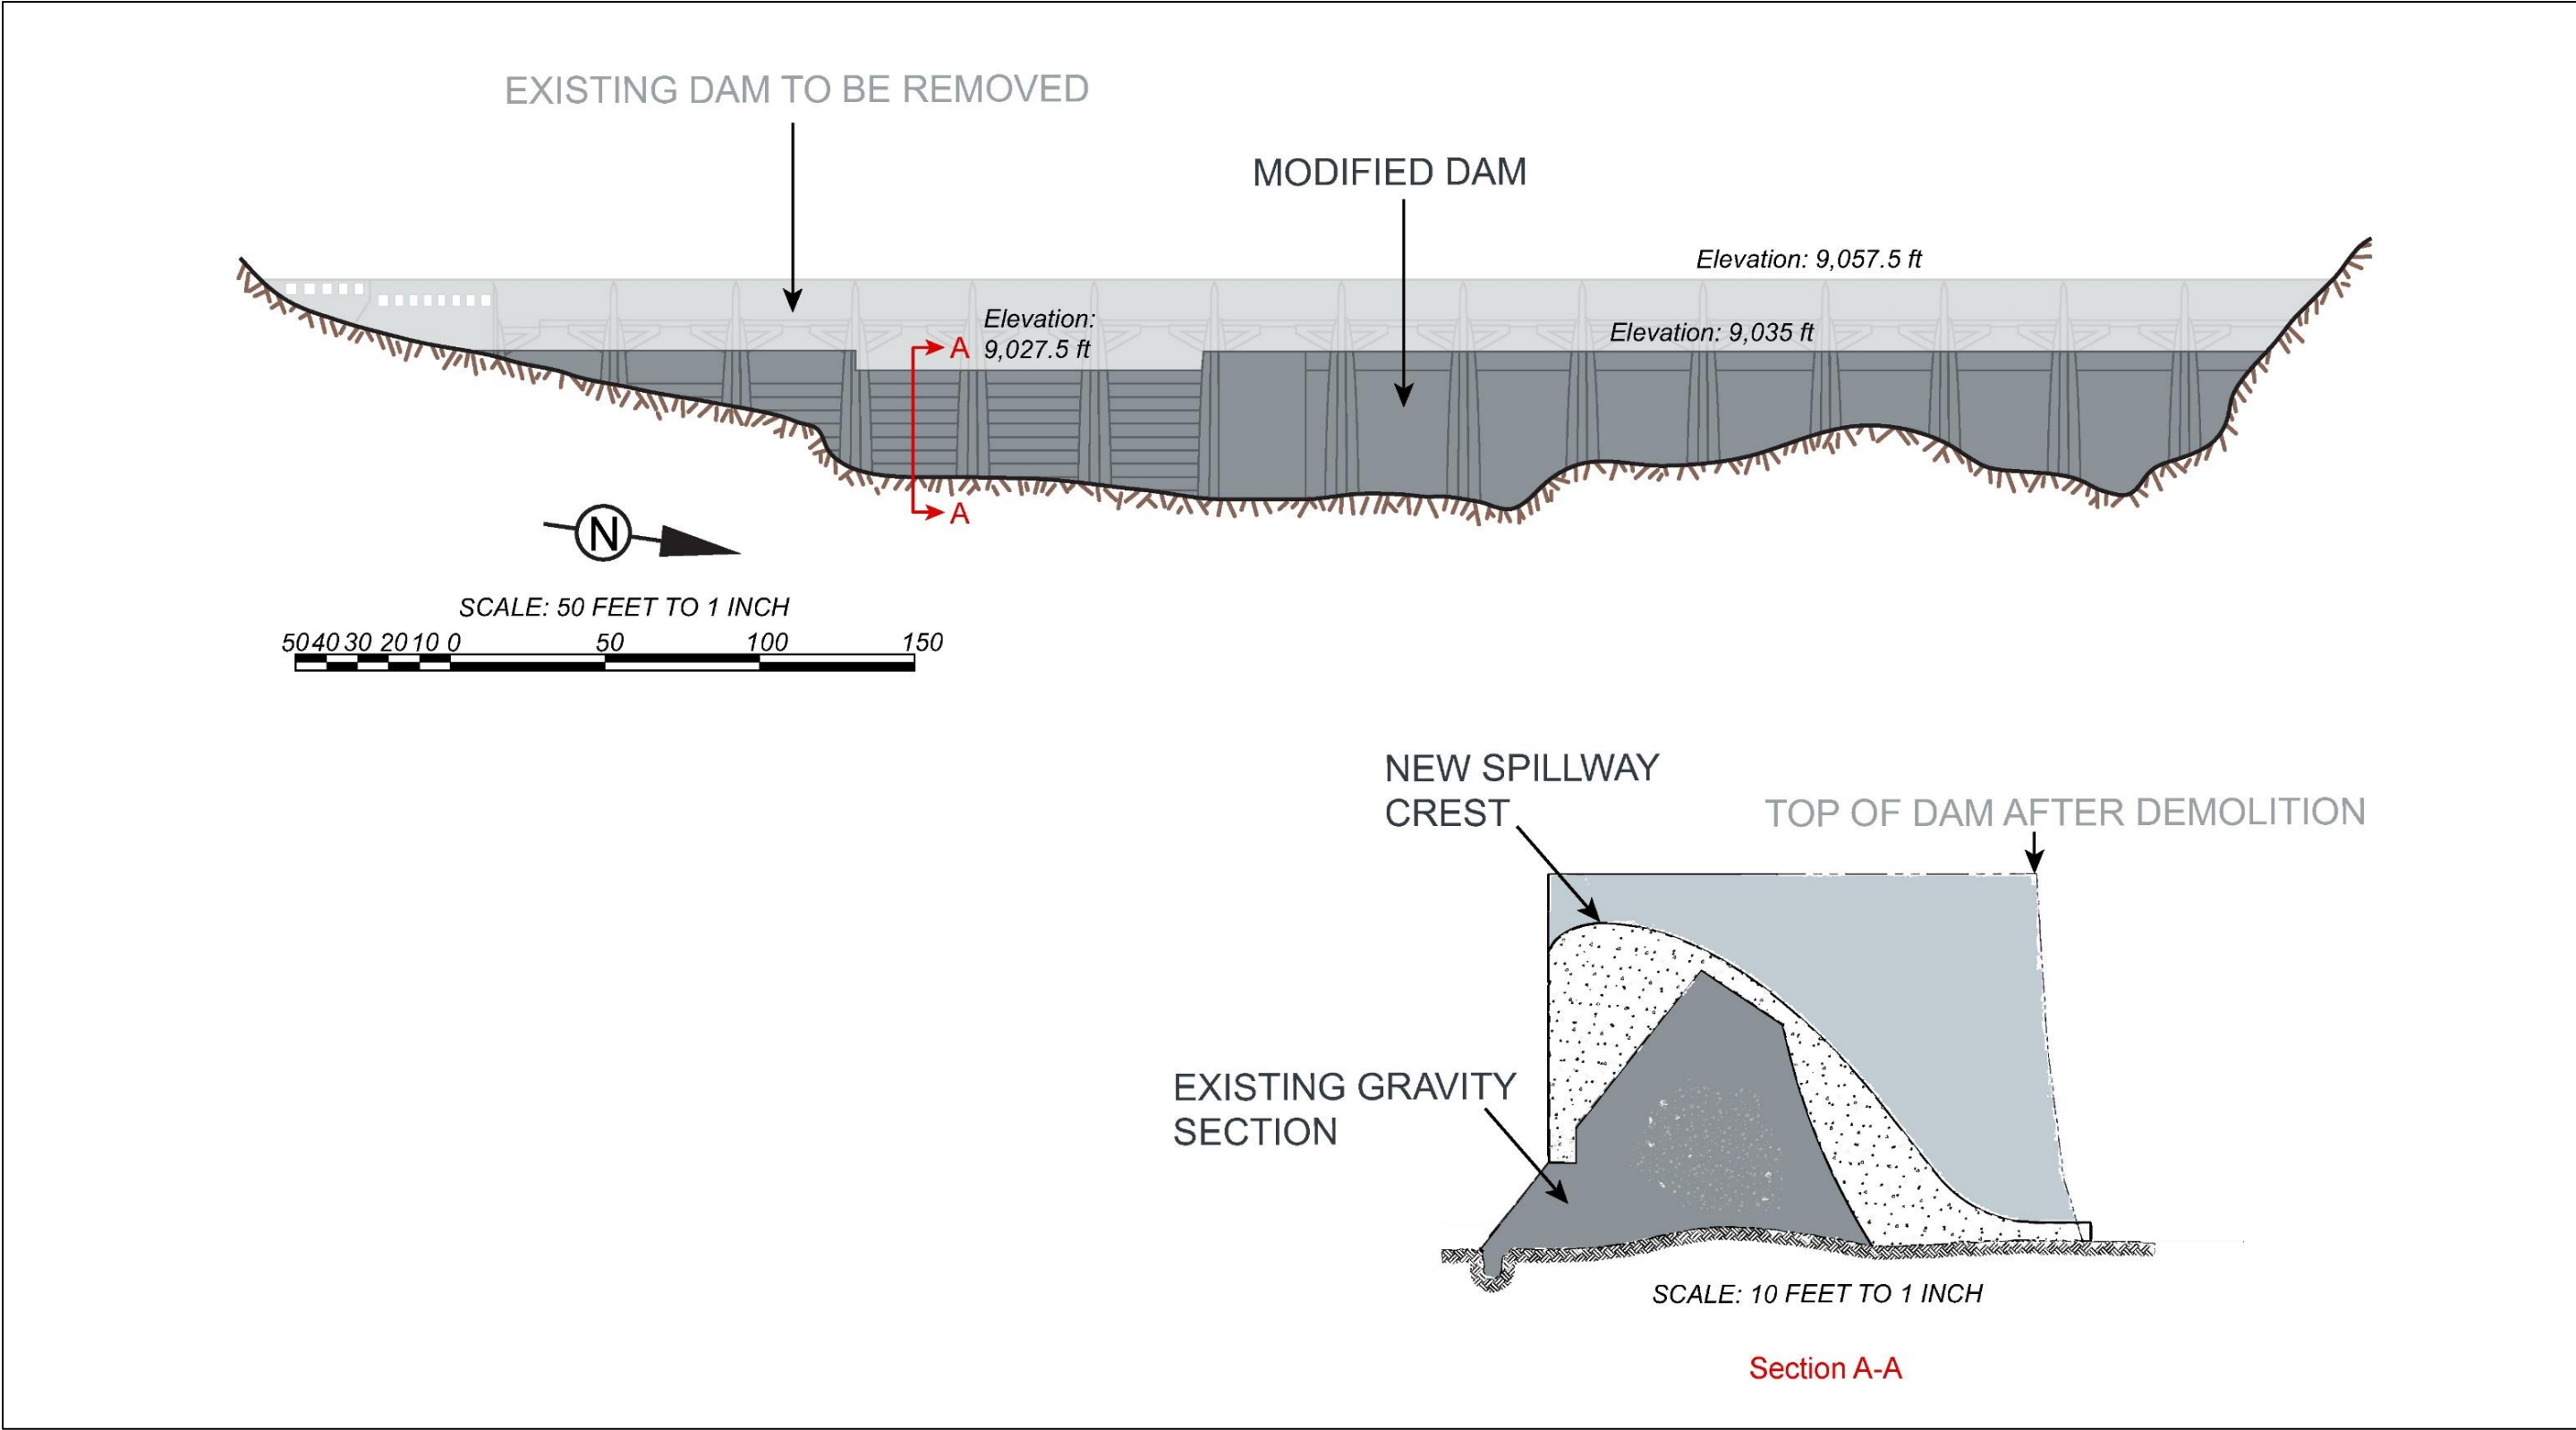 EXISTING DAM TO BE REMOVED
MODIFIED DAM
Elevation: 9,057.5 ft
Elevation:
9,027.5 ft
Elevation: 9,035 ft
A
A
N
SCALE: 50 FEET TO 1 INCH
50 40 30 20 10 0 50 100 150
NEW SPILLWAY
CREST
TOP OF DAM AFTER DEMOLITION
EXISTING GRAVITY
SECTION
SCALE: 10 FEET TO 1 INCH
Section A-A